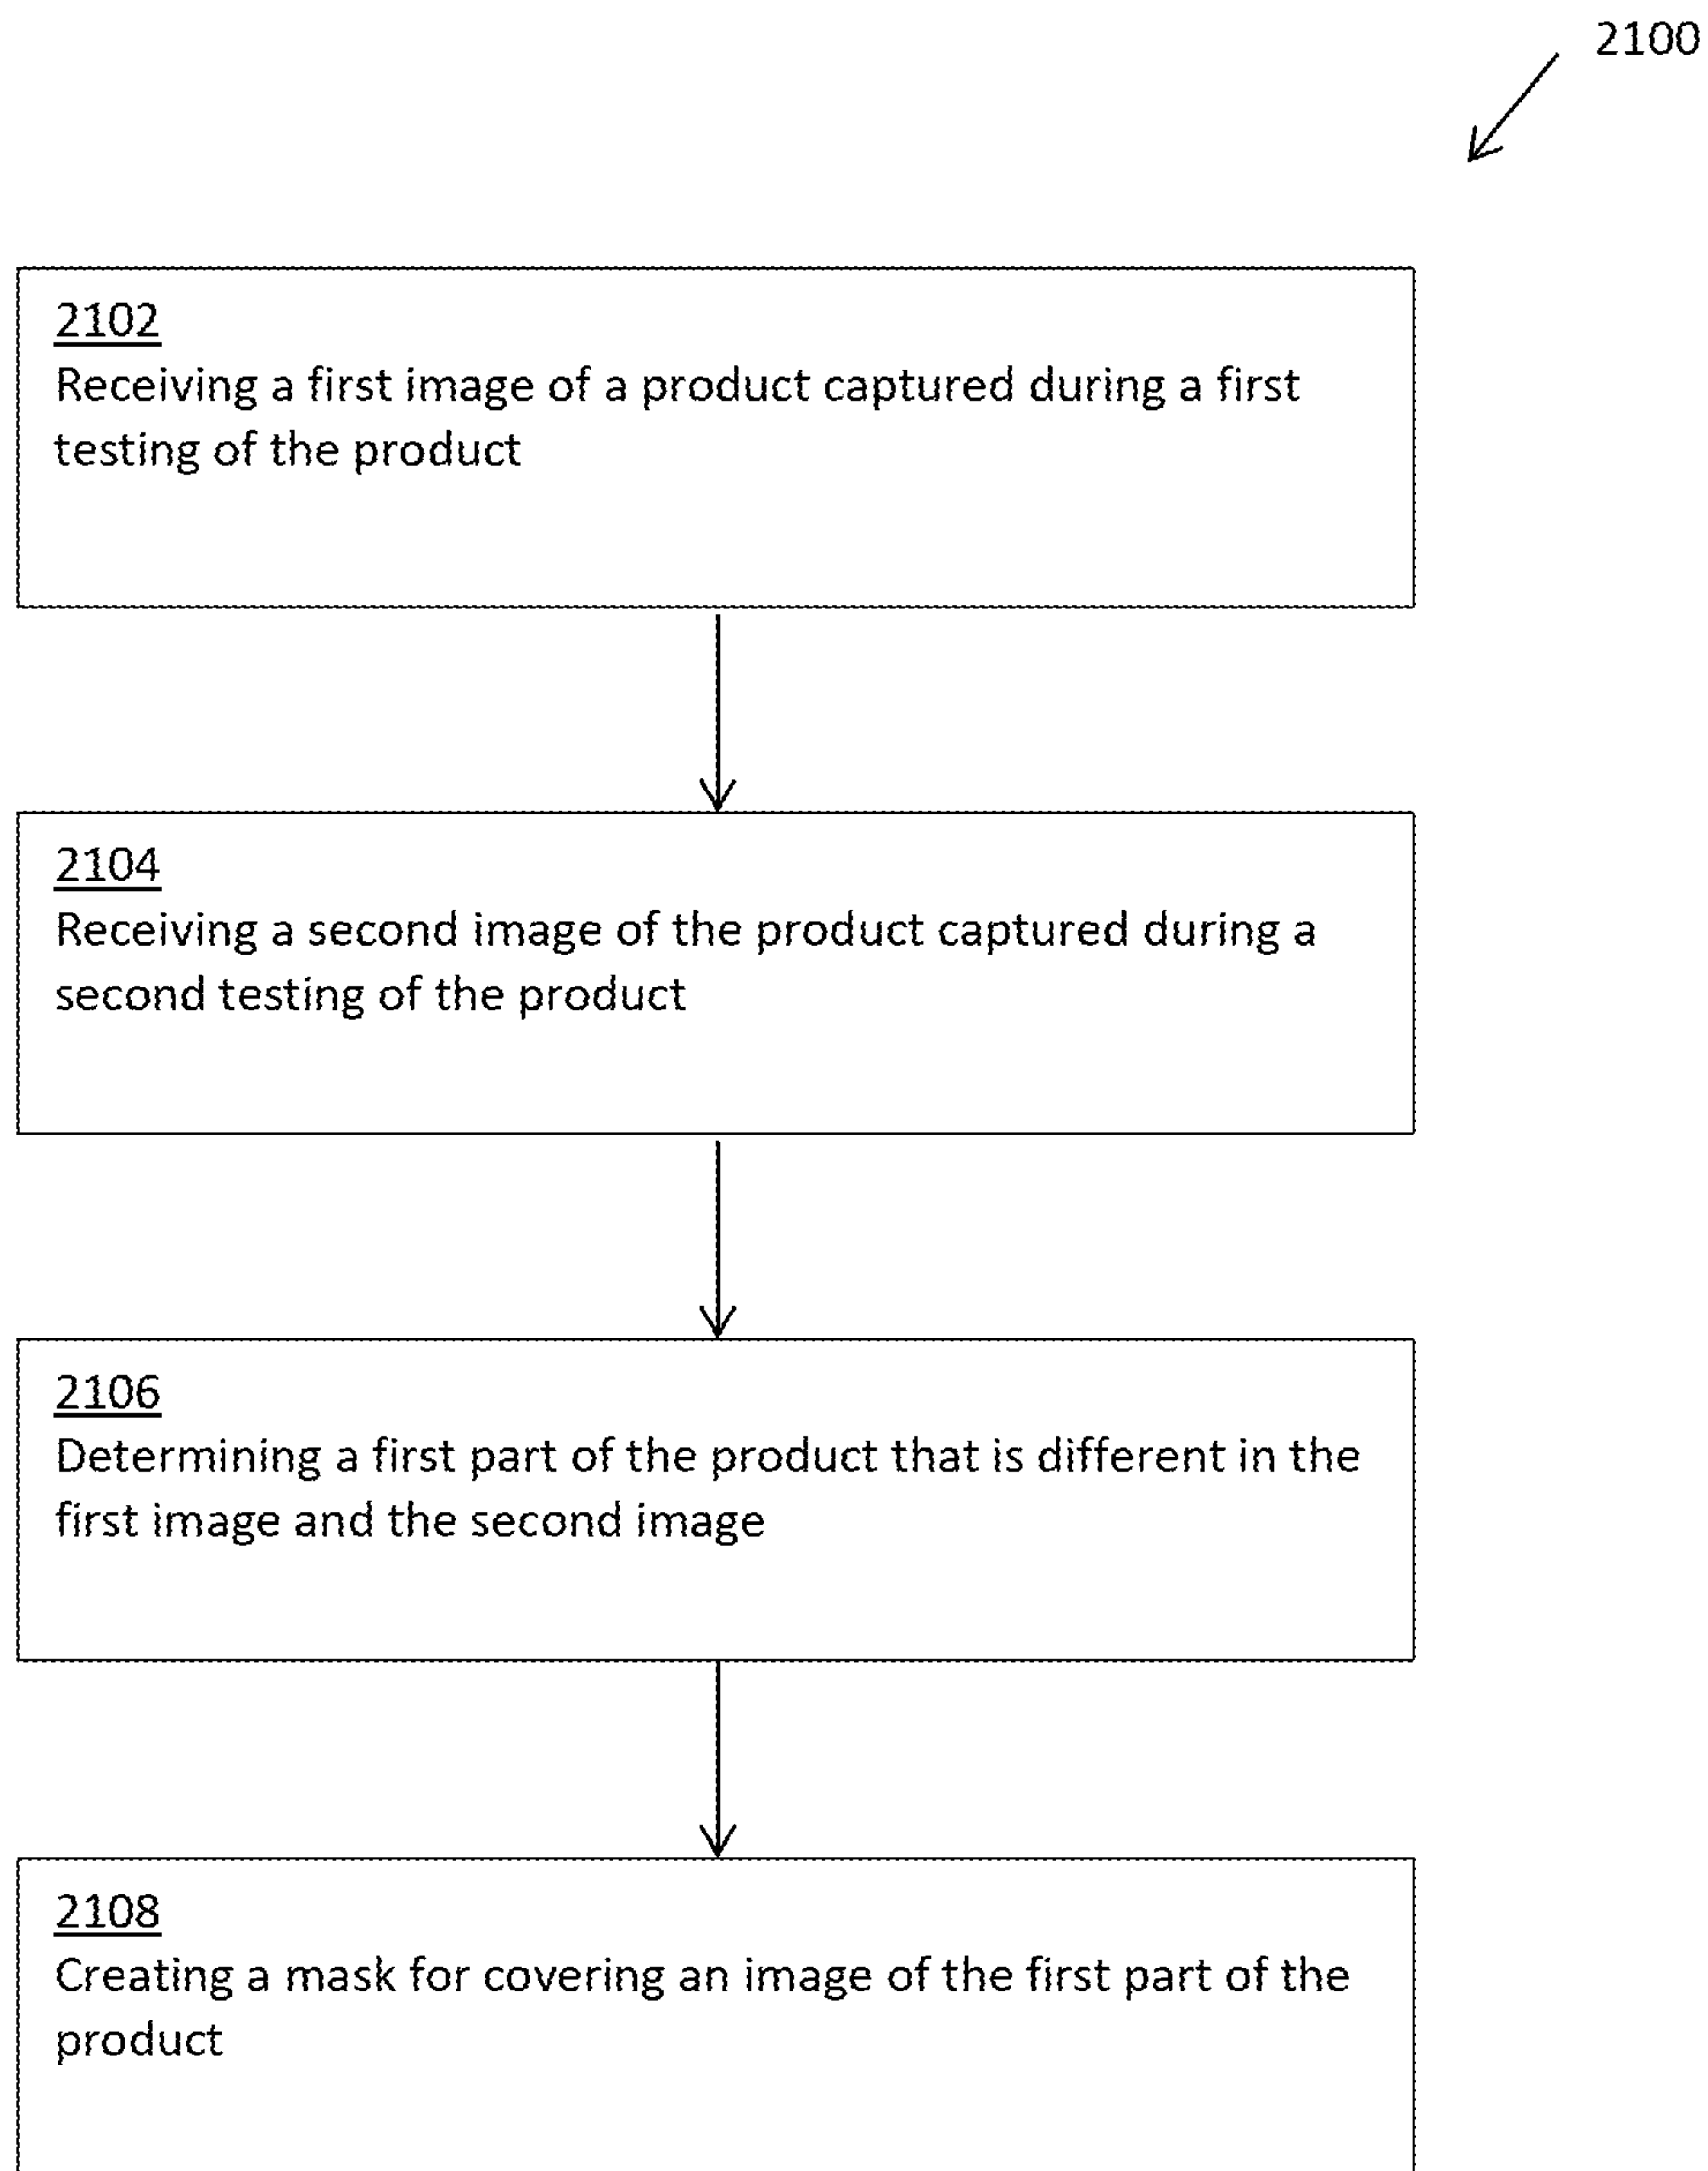 2100
2102
Receiving a first image of a product captured during a first
testing of the product
2104
Receiving a second image of the product captured during a
second testing of the product
2106
Determining a first part of the product that is different in the
first image and the second image
2108
Creating a mask for covering an image of the first part of the
product